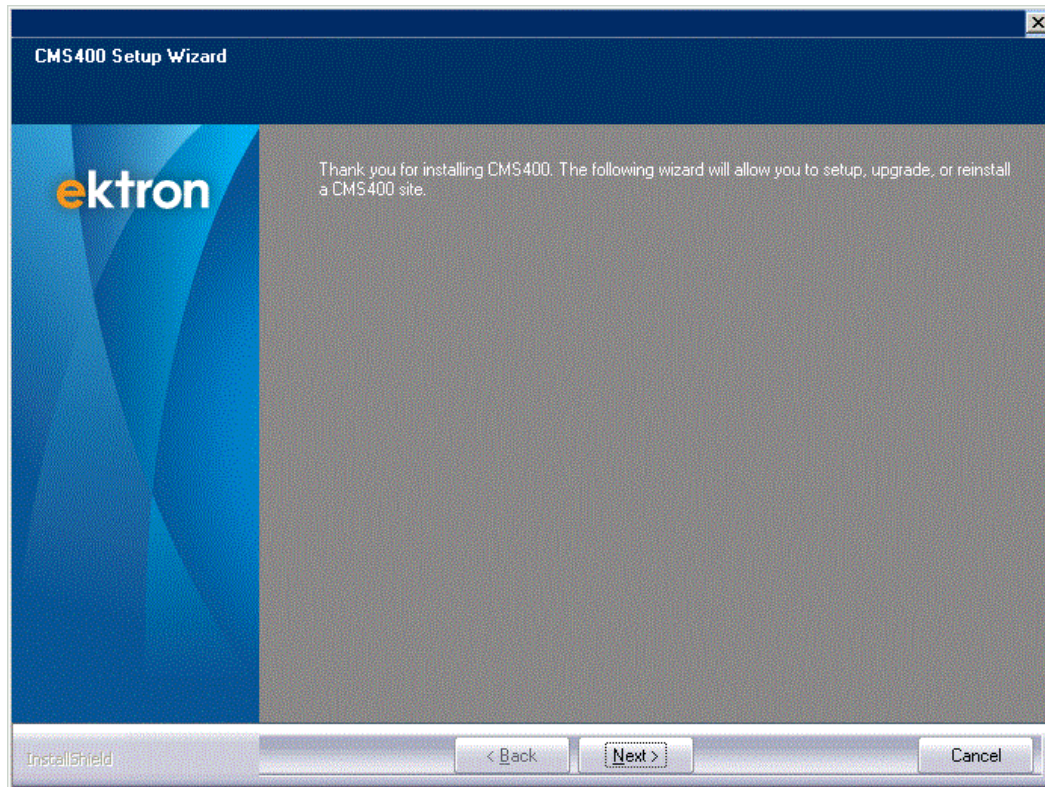 CMS400 Setup Wizard
ektron
Thank you for installing CMS400. The following wizard will allow you to setup, upgrade, or reinstall
a CMS400 site.
InstallShield
< Back
Next >
Cancel